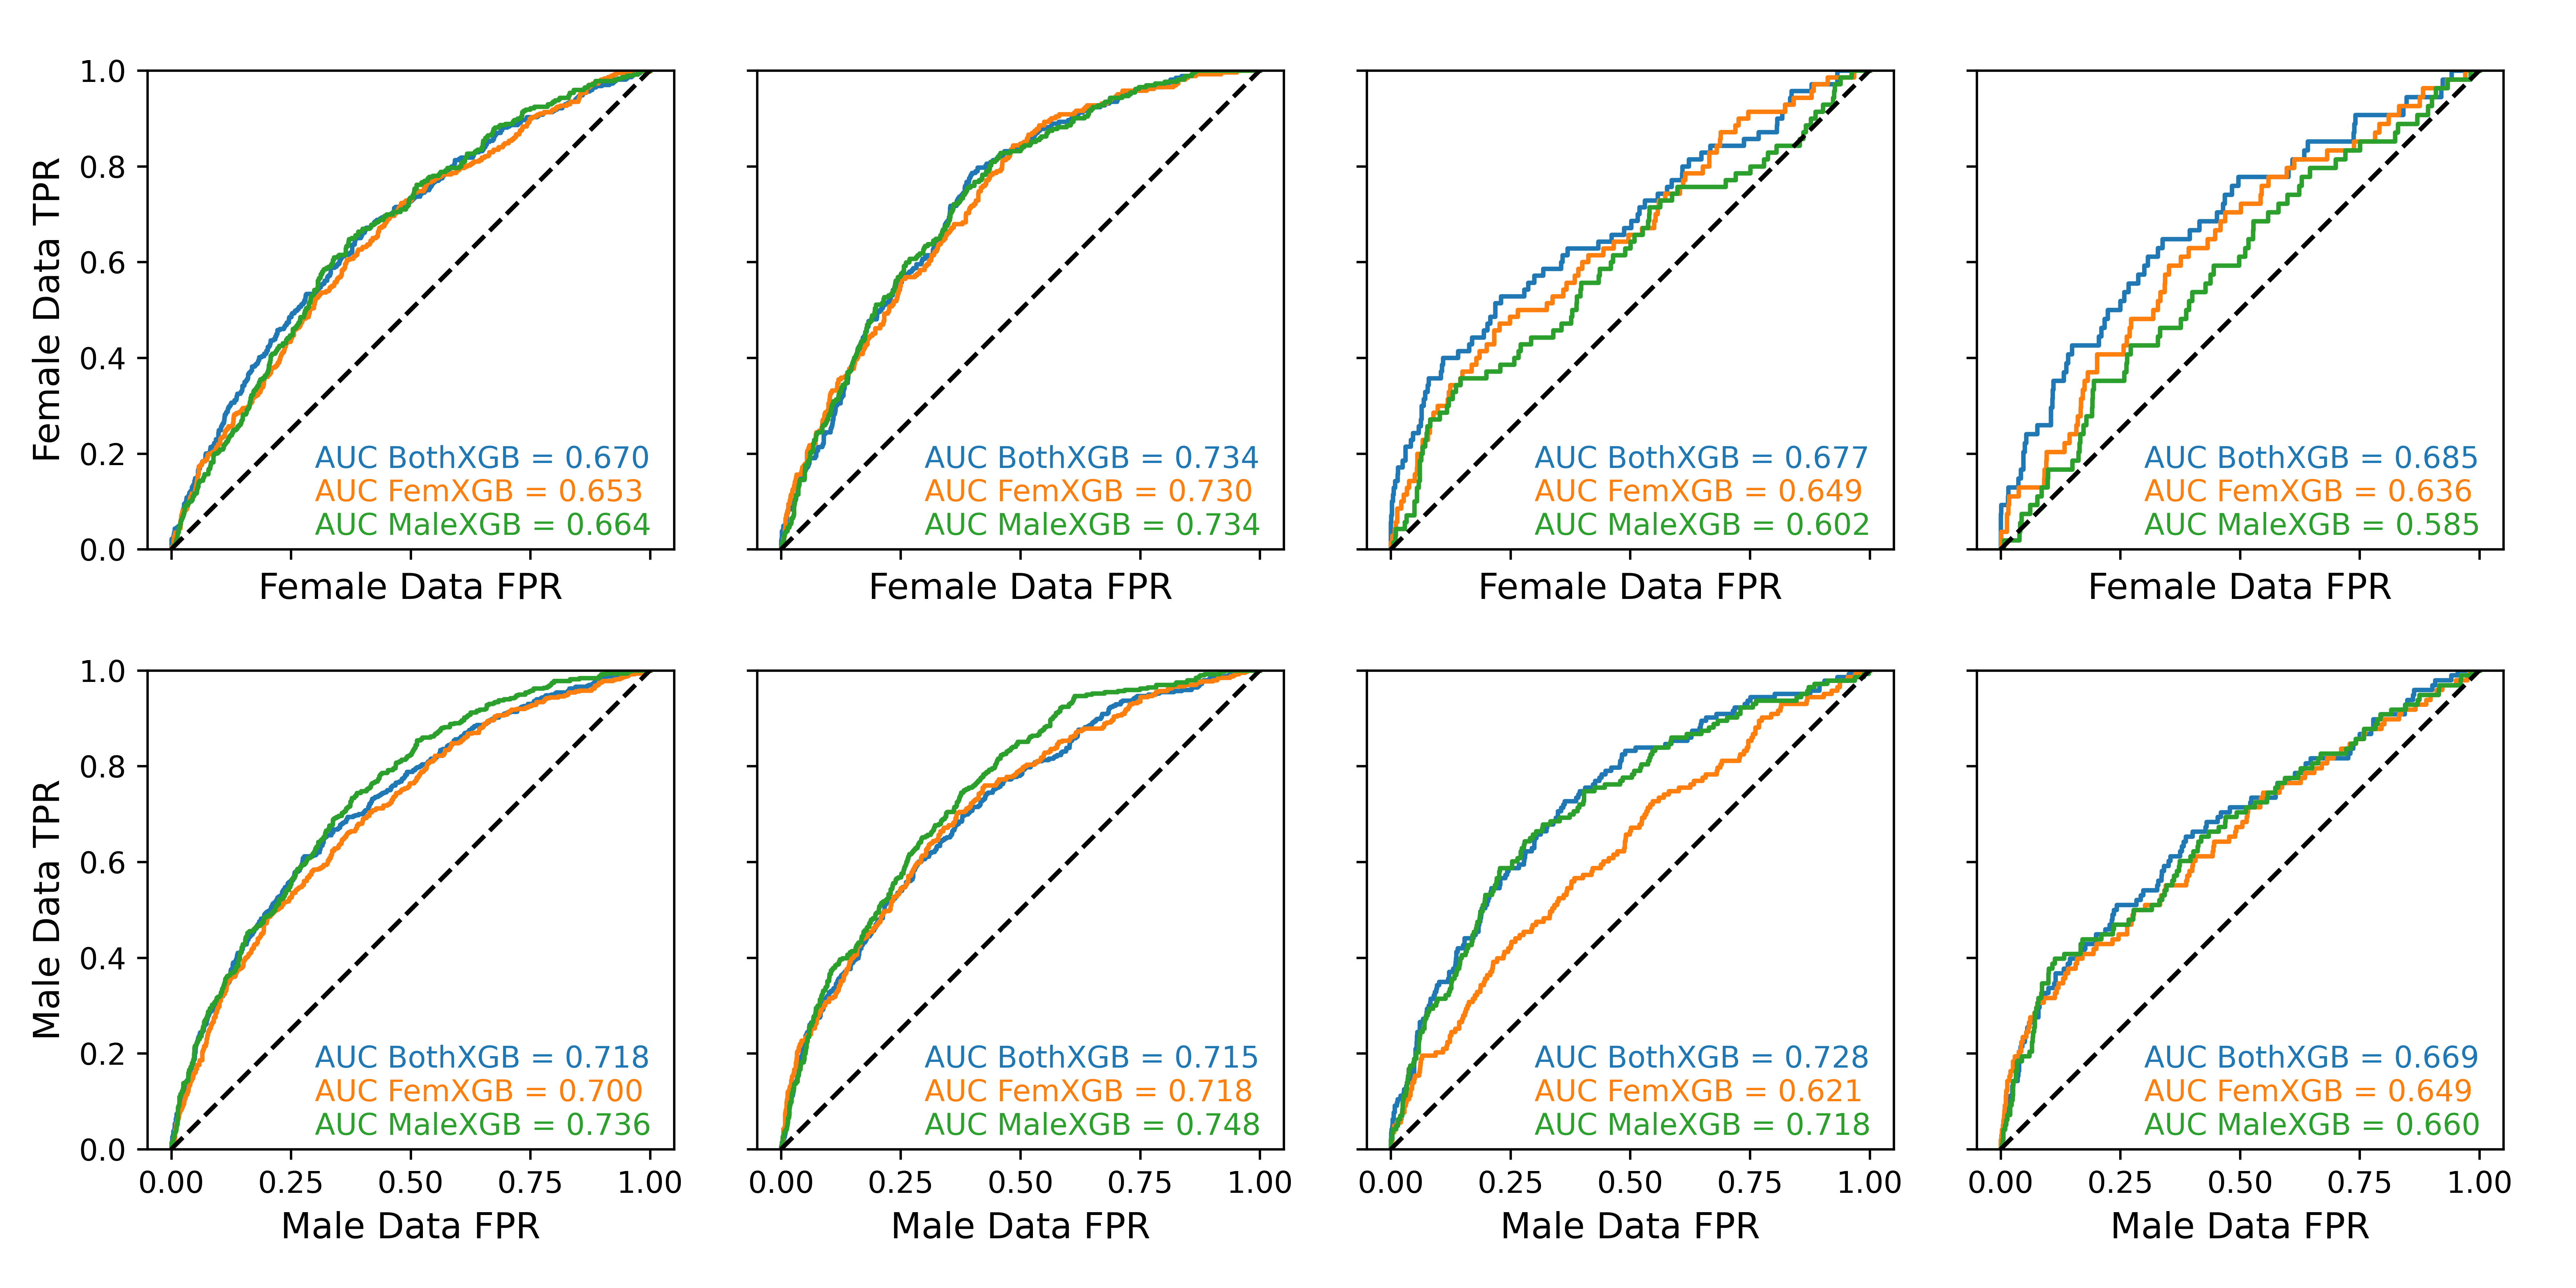 1.0
0.8
0.6
0.4
0.2
0.0
Female Data TPR
AUC BothXGB = 0.670
AUC FemXGB = 0.653
AUC MaleXGB = 0.664
Female Data FPR
AUC BothXGB = 0.734
AUC FemXGB = 0.730
AUC MaleXGB = 0.734
Female Data FPR
AUC BothXGB = 0.677
AUC FemXGB = 0.649
AUC MaleXGB = 0.602
Female Data FPR
AUC BothXGB = 0.685
AUC FemXGB = 0.636
AUC MaleXGB = 0.585
Female Data FPR
1.0
0.8
0.6
0.4
0.2
0.0
Male Data TPR
AUC BothXGB = 0.718
AUC FemXGB = 0.700
AUC MaleXGB = 0.736
0.00 0.25 0.50 0.75 1.00
Male Data FPR
AUC BothXGB = 0.715
AUC FemXGB = 0.718
AUC MaleXGB = 0.748
0.00 0.25 0.50 0.75 1.00
Male Data FPR
AUC BothXGB = 0.728
AUC FemXGB = 0.621
AUC MaleXGB = 0.718
0.00 0.25 0.50 0.75 1.00
Male Data FPR
AUC BothXGB = 0.669
AUC FemXGB = 0.649
AUC MaleXGB = 0.660
0.00 0.25 0.50 0.75 1.00
Male Data FPR